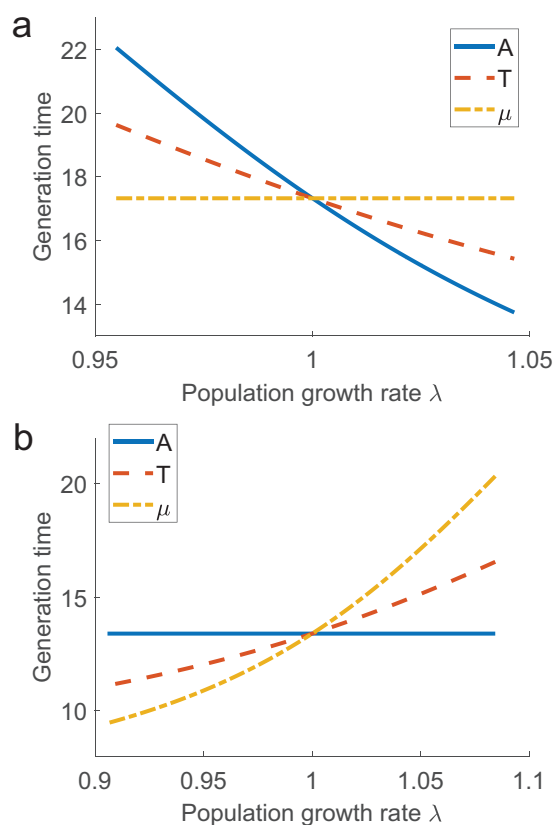 a
22
20
18
16
14
Generation time
A
T
μ
0.95
1
1.05
Population growth rate λ
b
A
T
μ
20
15
10
Generation time
0.9
0.95
1
1.05
1.1
Population growth rate λ